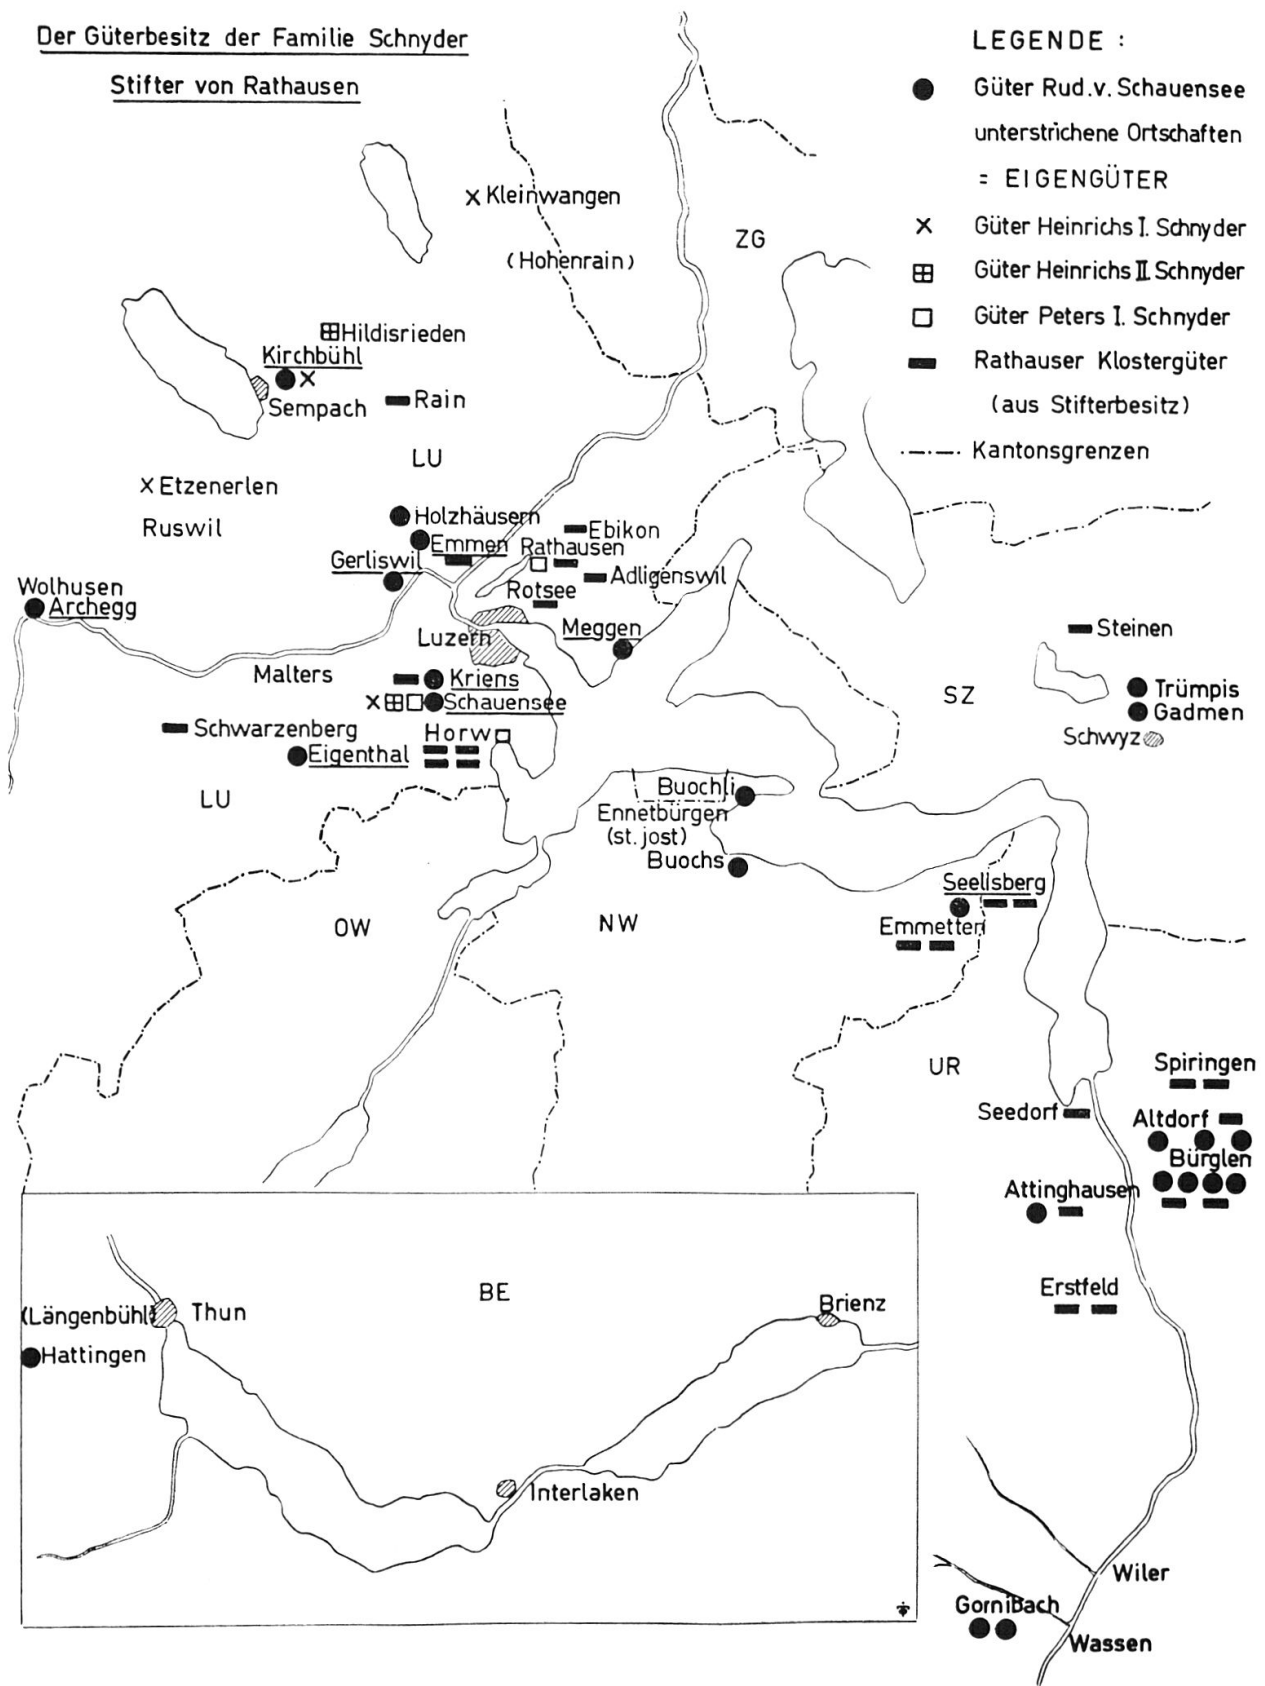 Der Güterbesitz der Familie Schnyder
Stifter von Rathausen
LEGENDE :
Güter Rud.v. Schauensee
unterstrichene Ortschaften
= EIGENGÜTER
Güter Heinrichs I. Schnyder
Güter Heinrichs II Schnyder
Güter Peters I. Schnyder
Rathauser Klostergüter
(aus Stifterbesitz)
Kantonsgrenzen
Kleinwangen
(Hohenrain)
ZG
Hildisrieden
Kirchbühl
Sempach
Rain
LU
Etzenerlen
Ruswil
Holzhäusern
Emmen
Gerliswil
Ebikon
Rathausen
Adligenswil
Rotsee
Wolhusen
Archegg
Luzern
Meggen
Malters
Kriens
Schauensee
Schwarzenberg
Horw
Eigenthal
LU
Steinen
SZ
Trümpis
Gadmen
Schwyz
Buochli
Ennetbürgen
(st. jost)
Buochs
Seelisberg
Emmetten
OW
NW
UR
Spiringen
Seedorf
Altdorf
Bürglen
Attinghausen
Erstfeld
BE
(Längenbühl)
Thun
Hattingen
Brienz
Interlaken
Wiler
Gornibach
Wassen